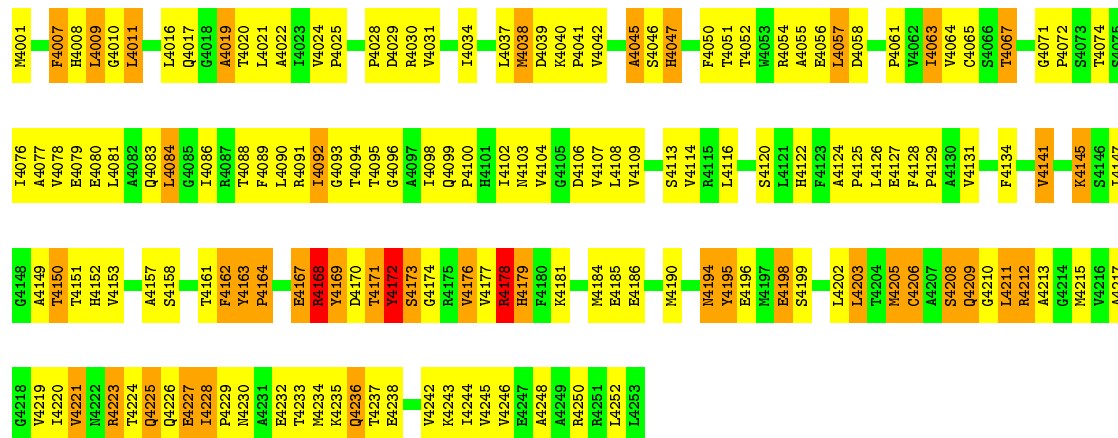 M4001 F4007 H4008 L4009 G4010 L4011 L4016 Q4017 G4018 A4019 T4020 L4021 A4022 I4023 V4024 P4025 P4028 D4029 R4030 V4031 I4034 L4037 M4038 D4039 K4040 P4041 V4042 A4045 S4046 H4047 F4050 T4051 T4052 W4053 R4054 A4055 E4056 L4057 D4058 P4061 V4062 I4063 V4064 C4065 S4066 T4067 G4071 P4072 S4073 T4074 S4075
I4076 A4077 V4078 E4079 E4080 L4081 A4082 Q4083 L4084 G4085 I4086 R4087 T4088 F4089 L4090 R4091 I4092 G4093 T4094 T4095 G4096 A4097 I4098 Q4099 P4100 H4101 I4102 N4103 V4104 G4105 D4106 V4107 L4108 V4109 S4113 V4114 R4115 L4116 S4120 L4121 H4122 F4123 A4124 P4125 L4126 E4127 F4128 P4129 A4130 V4131 F4134 V4141 K4145 S4146 I4147
G4148 A4149 T4150 T4151 H4152 V4153 A4157 S4158 T4161 F4162 Y4163 P4164 E4167 R4168 Y4169 D4170 T4171 Y4172 S4173 G4174 R4175 V4176 V4177 R4178 H4179 F4180 K4181 M4184 E4185 E4186 M4190 N4194 Y4195 E4196 M4197 E4198 S4199 L4202 L4203 T4204 M4205 C4206 A4207 S4208 Q4209 G4210 L4211 R4212 A4213 G4214 M4215 V4216 A4217
G4218 V4219 I4220 V4221 N4222 R4223 T4224 Q4225 Q4226 E4227 I4228 P4229 N4230 A4231 E4232 T4233 M4234 K4235 Q4236 T4237 E4238 V4242 K4243 I4244 V4245 V4246 E4247 A4248 A4249 R4250 R4251 L4252 L4253